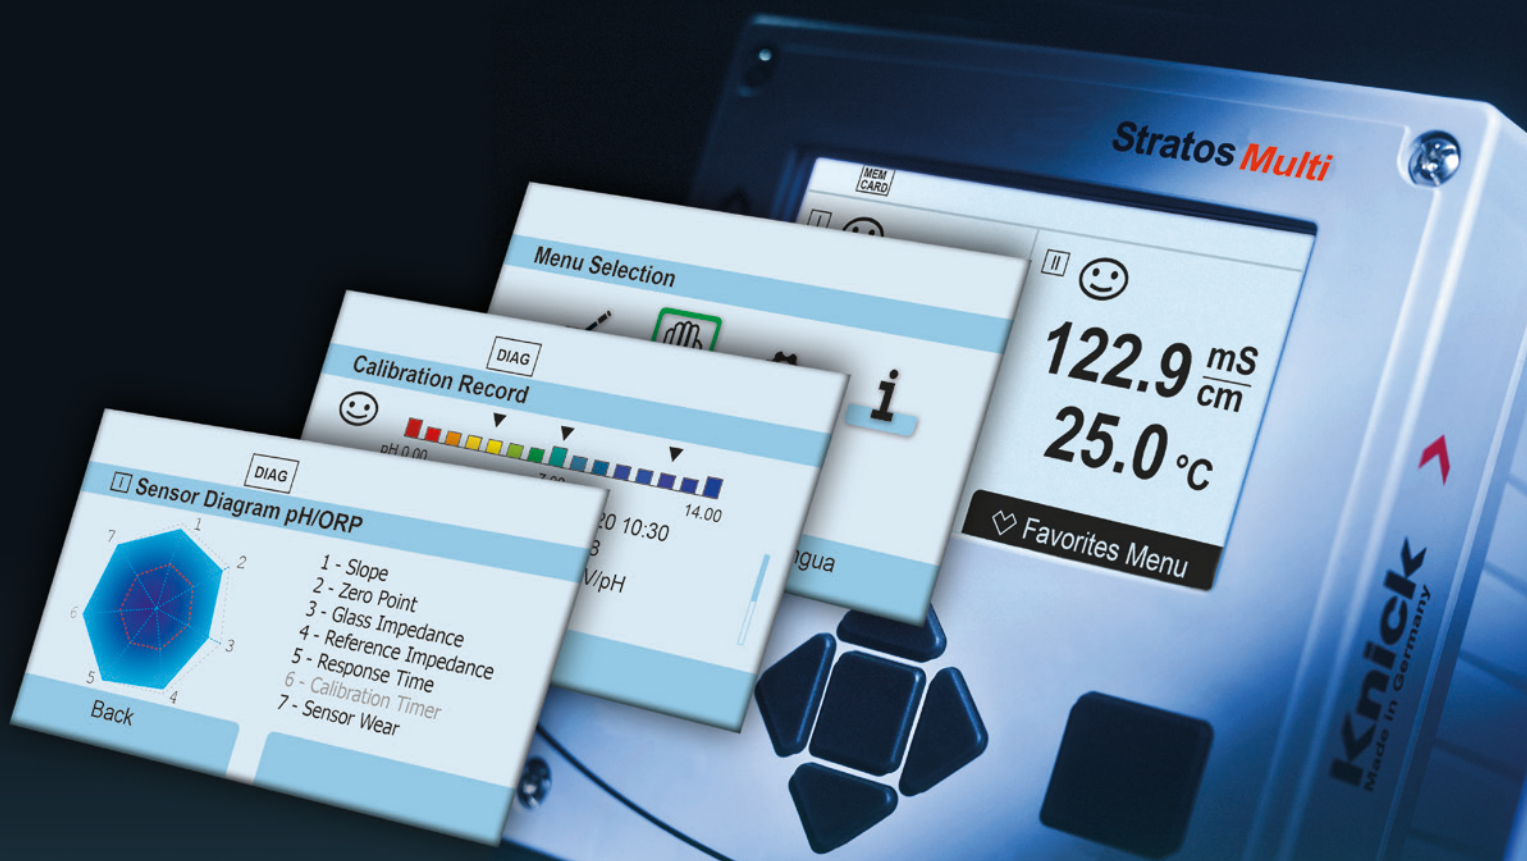 Stratos Multi
MEM
CARD
I
II
122.9 mS
cm
25.0 °C
Favorites Menu
Knick
Made in Germany
Menu Selection
i
DIAG
Calibration Record
pH 0.00
14.00
20 10:30
V/pH
DIAG
I Sensor Diagram pH/ORP
1
2
3
4
5
6
7
1 - Slope
2 - Zero Point
3 - Glass Impedance
4 - Reference Impedance
5 - Response Time
6 - Calibration Timer
7 - Sensor Wear
Back